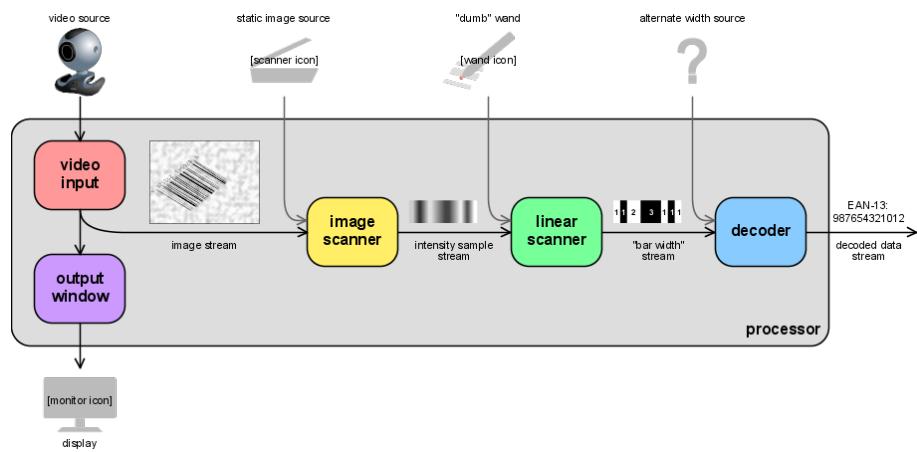 video source
static image source
"dumb" wand
alternate width source
[scanner icon]
[wand icon]
video
input
image stream
image
scanner
intensity sample
stream
linear
scanner
1 1 2 3 1 1 1
"bar width"
stream
decoder
EAN-13:
987654321012
decoded data
stream
output
window
processor
[monitor icon]
display